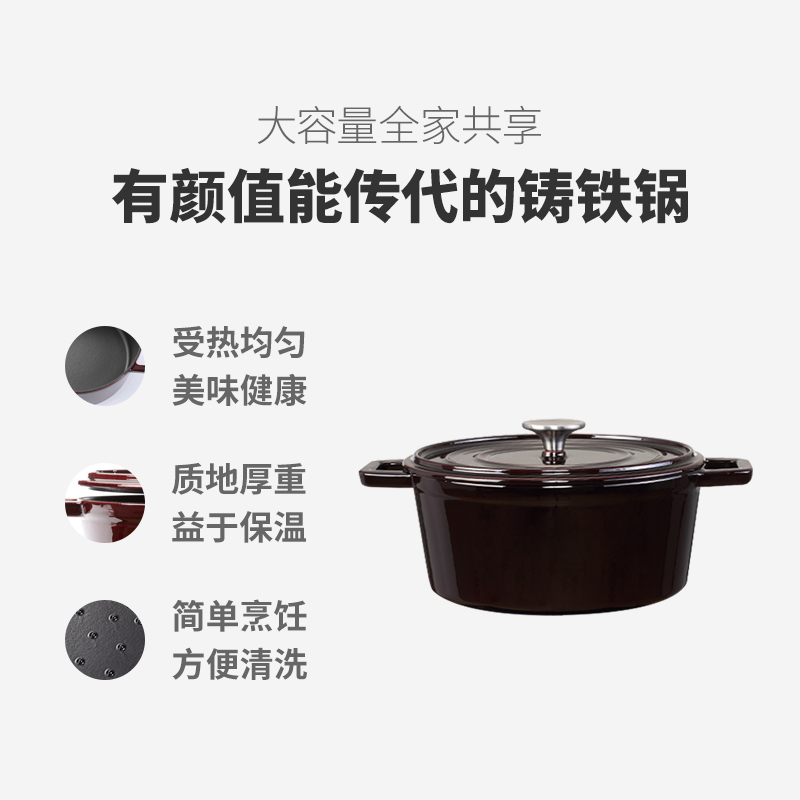 大容量全家共享
有颜值能传代的铸铁锅
受热均匀
美味健康
质地厚重
益于保温
简单烹饪
方便清洗